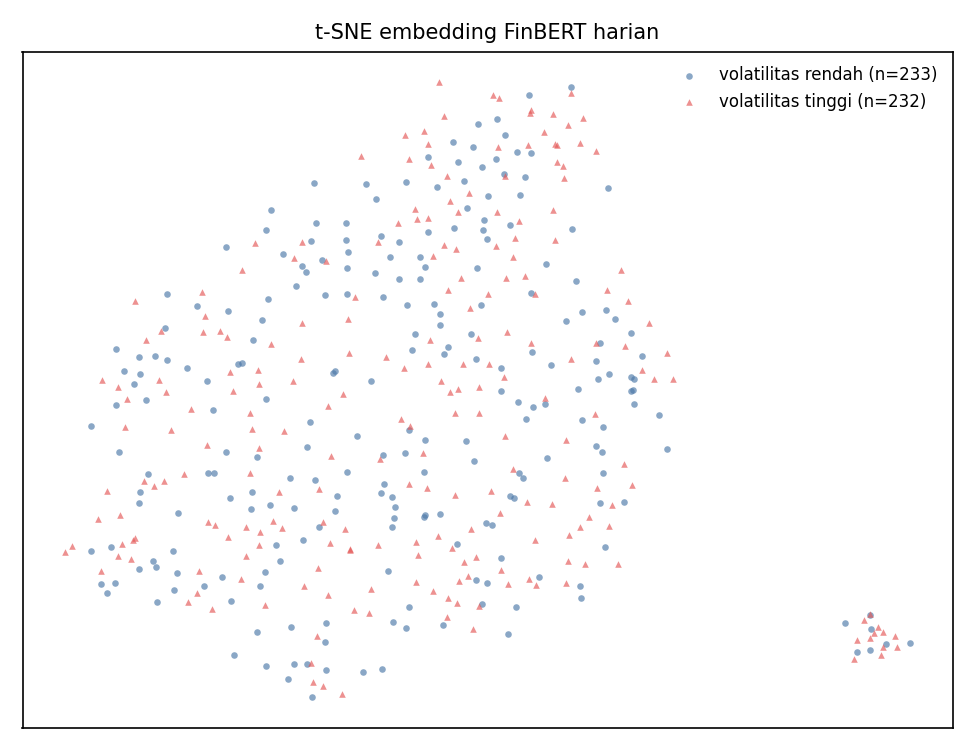 t-SNE embedding FinBERT harian
volatilitas rendah (n=233)
volatilitas tinggi (n=232)